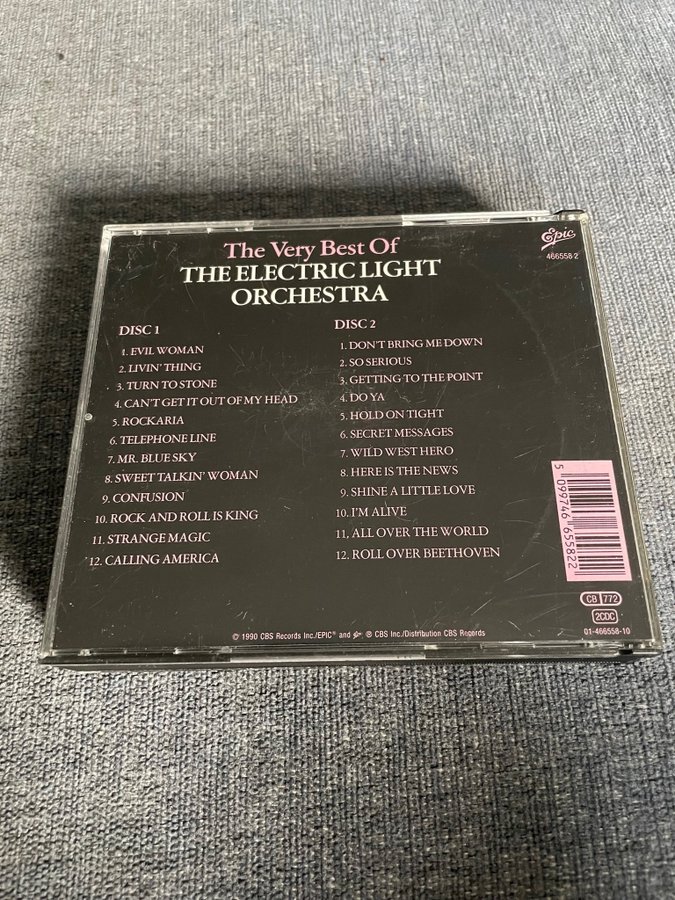 The Very Best Of
THE ELECTRIC LIGHT
ORCHESTRA
Epic
466558 2
DISC 1
1. EVIL WOMAN
2. LIVIN' THING
3. TURN TO STONE
4. CAN'T GET IT OUT OF MY HEAD
5. ROCKARIA
6. TELEPHONE LINE
7. MR. BLUE SKY
8. SWEET TALKIN' WOMAN
9. CONFUSION
10. ROCK AND ROLL IS KING
11. STRANGE MAGIC
12. CALLING AMERICA
DISC 2
1. DON'T BRING ME DOWN
2. SO SERIOUS
3. GETTING TO THE POINT
4. DO YA
5. HOLD ON TIGHT
6. SECRET MESSAGES
7. WILD WEST HERO
8. HERE IS THE NEWS
9. SHINE A LITTLE LOVE
10. I'M ALIVE
11. ALL OVER THE WORLD
12. ROLL OVER BEETHOVEN
5 099746 655822
CB 772
2CDC
01-466558-10
© 1990 CBS Records Inc./EPIC® and ℗ CBS Inc./Distribution CBS Records